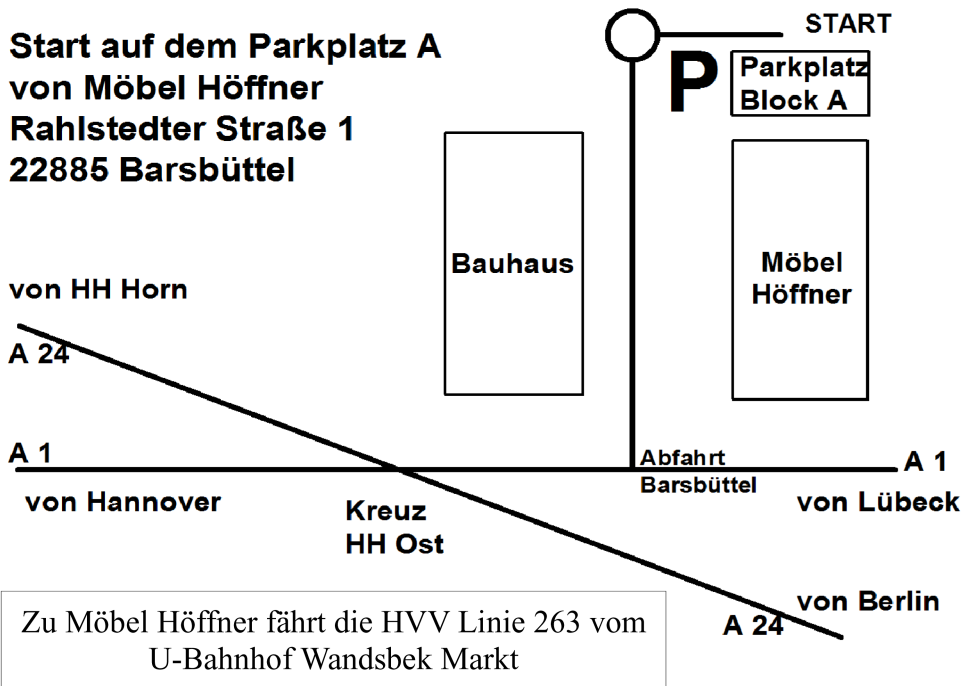 START
Start auf dem Parkplatz A
von Möbel Höffner
Rahlstedter Straße 1
22885 Barsbüttel
P
Parkplatz
Block A
Bauhaus
Möbel
Höffner
von HH Horn
A 24
A 1
von Hannover
Kreuz
HH Ost
Abfahrt
Barsbüttel
A 1
von Lübeck
von Berlin
A 24
Zu Möbel Höffner fährt die HVV Linie 263 vom
U-Bahnhof Wandsbek Markt